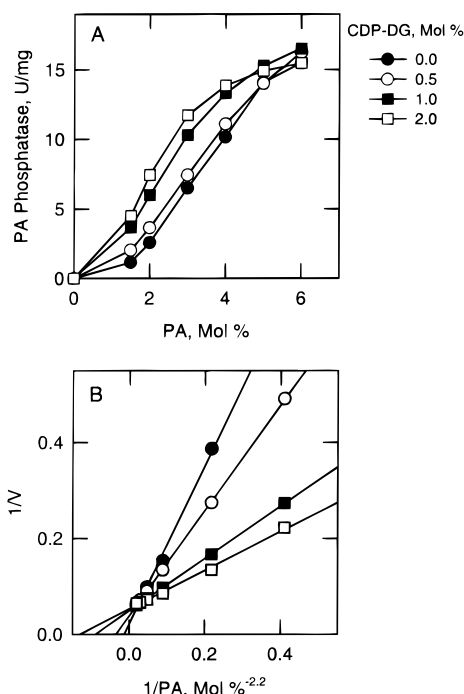 A
CDP-DG, Mol %
0.0
0.5
1.0
2.0
PA Phosphatase, U/mg
15
10
5
0
0 2 4 6
PA, Mol %
B
1/V
0.4
0.2
0.0
0.0 0.2 0.4
1/PA, Mol %-2.2